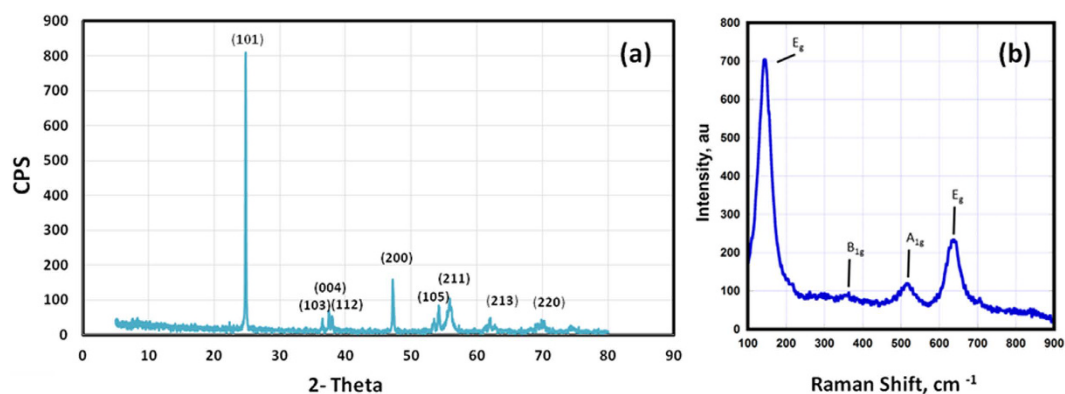 900
800
700
600
500
400
300
200
100
0
CPS
(101)
(a)
(103)
(004)
(112)
(200)
(105)
(211)
(213)
(220)
0 10 20 30 40 50 60 70 80 90
2- Theta
800
700
600
500
400
300
200
100
0
Intensity, au
Eg
(b)
B1g
A1g
Eg
100 200 300 400 500 600 700 800 900
Raman Shift, cm -1